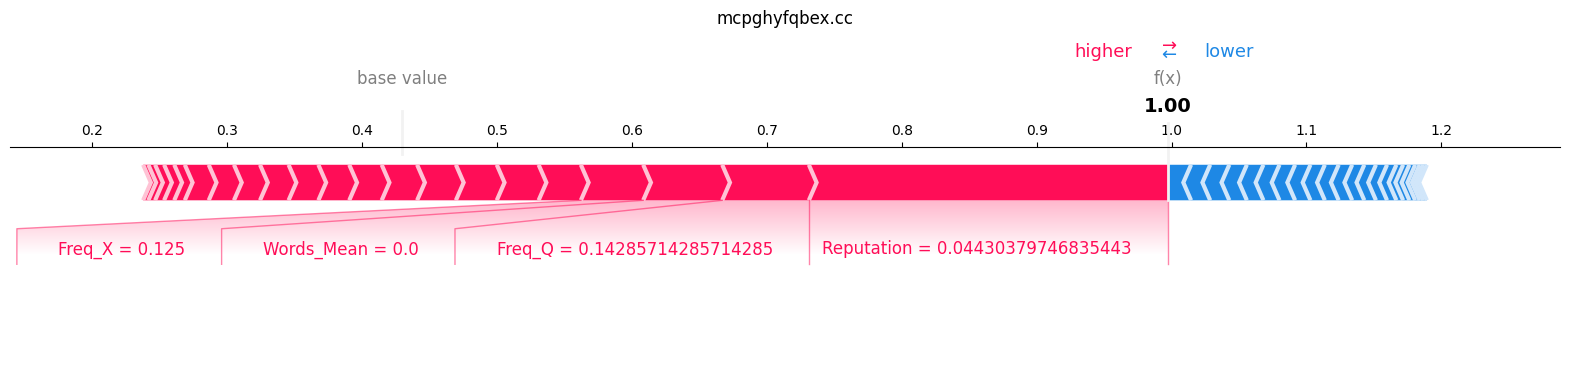 mcpghyfqbex.cc
higher → lower
←
base value f(x)
1.00
0.2 0.3 0.4 0.5 0.6 0.7 0.8 0.9 1.0 1.1 1.2
Freq_X = 0.125 Words_Mean = 0.0 Freq_Q = 0.14285714285714285 Reputation = 0.04430379746835443